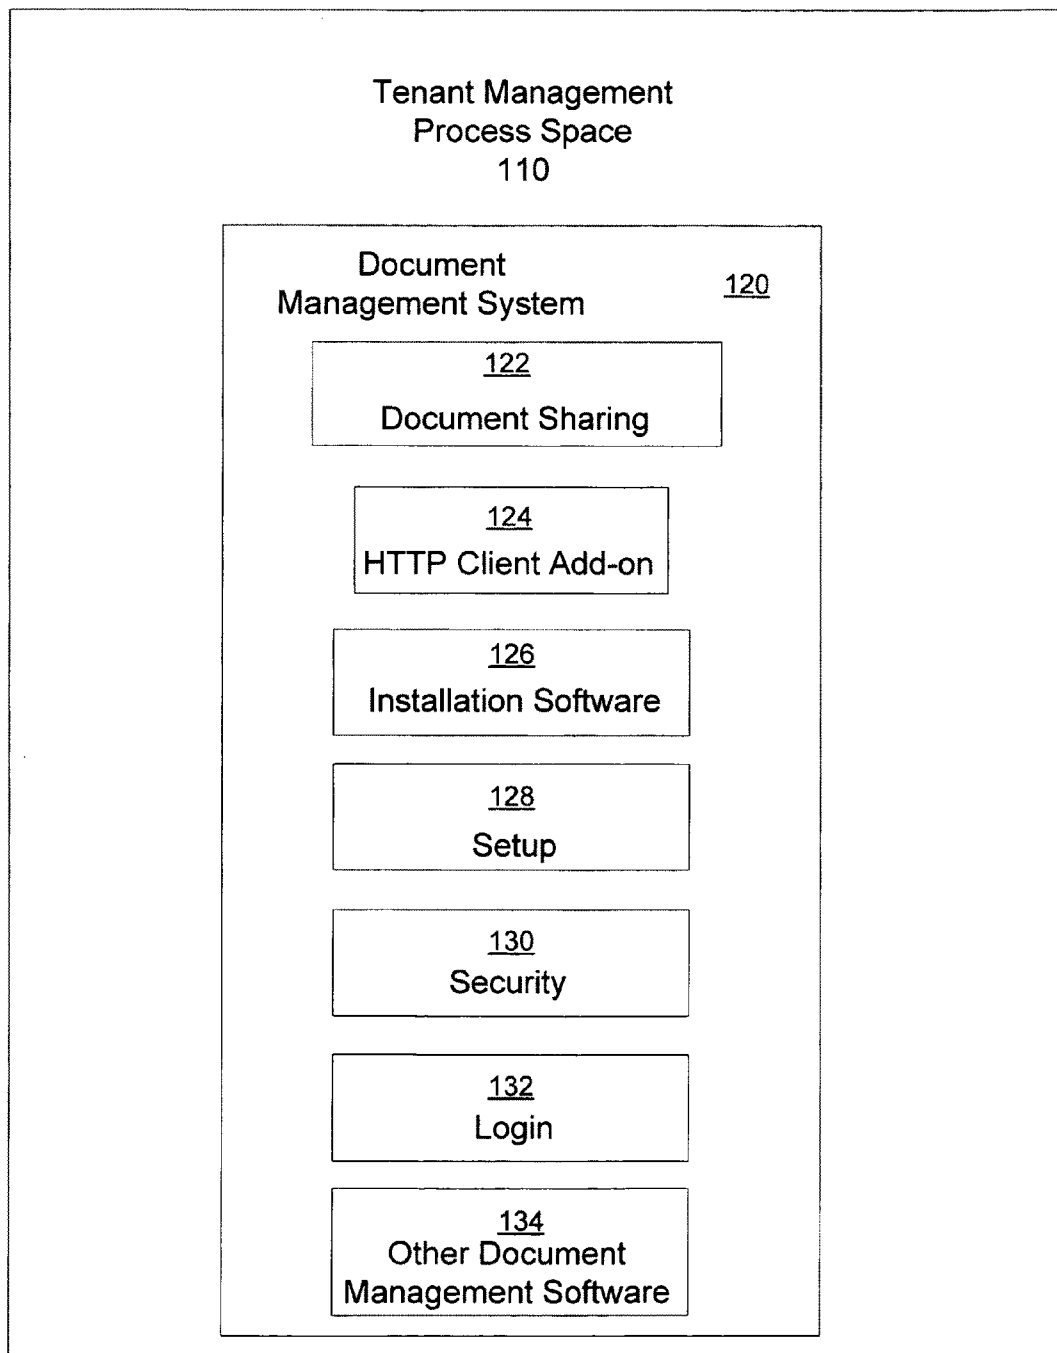 Tenant Management
Process Space
110
Document
Management System
120
122
Document Sharing
124
HTTP Client Add-on
126
Installation Software
128
Setup
130
Security
132
Login
134
Other Document
Management Software